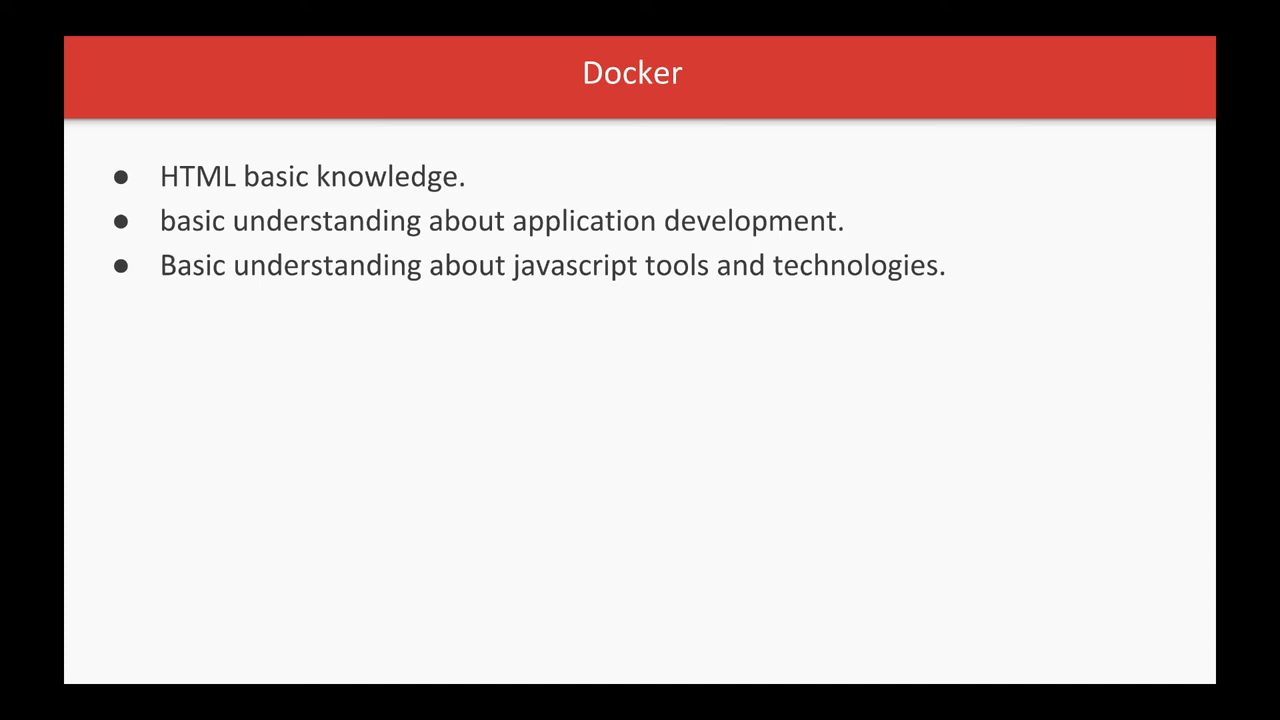 Docker
● HTML basic knowledge.
● basic understanding about application development.
● Basic understanding about javascript tools and technologies.